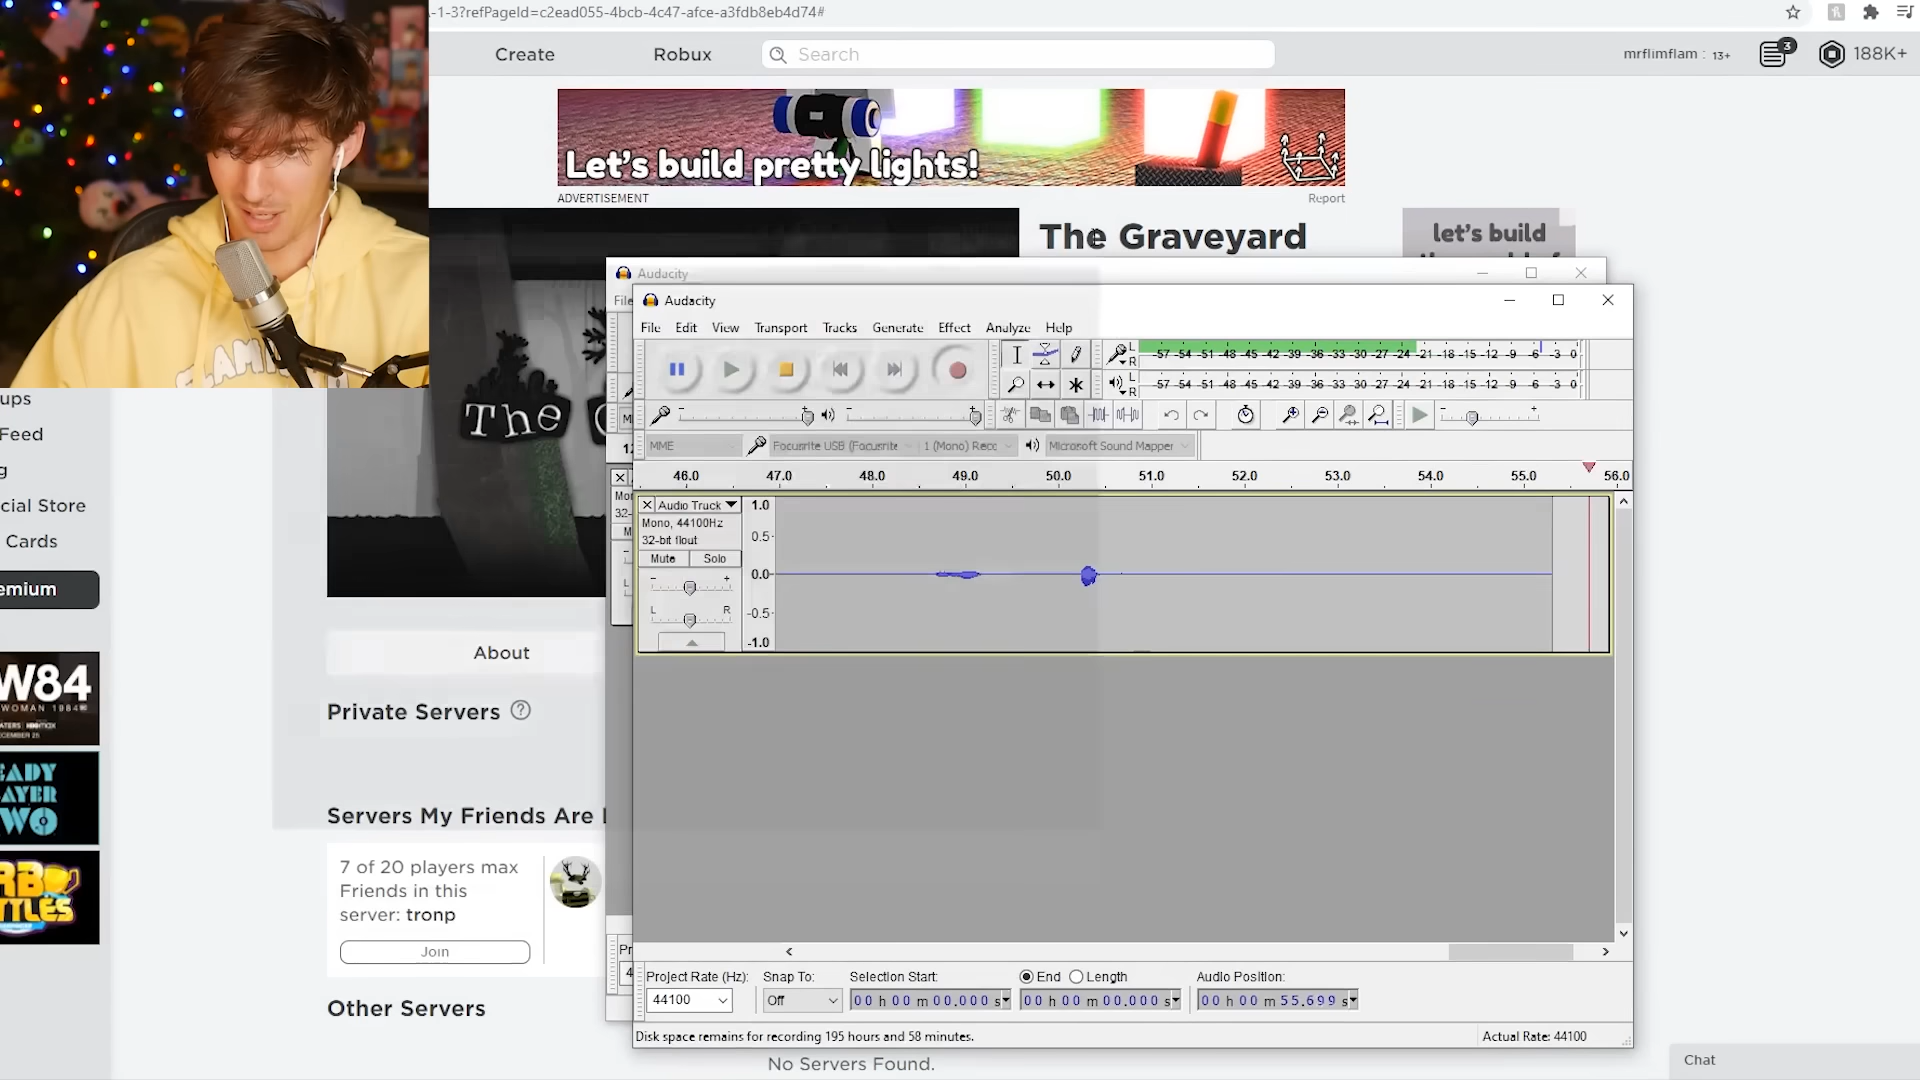 -1-3?refPageId=c2ead055-4bcb-4c47-afce-a3fdb8eb4d74#
Create
Robux
Search
mrflimflam : 13+
3
188K+
Let's build pretty lights!
ADVERTISEMENT
Report
The Graveyard
let's build
The
Audacity
File
Audacity
File Edit View Transport Tracks Generate Effect Analyze Help
L
R
-57 -54 -51 -48 -45 -42 -39 -36 -33 -30 -27 -24 -21 -18 -15 -12 -9 -6 -3 0
L
R
-57 -54 -51 -48 -45 -42 -39 -36 -33 -30 -27 -24 -21 -18 -15 -12 -9 -6 -3 0
MME
Focusrite USB (Focusrite
1 (Mono) Recc
Microsoft Sound Mapper
46.0 47.0 48.0 49.0 50.0 51.0 52.0 53.0 54.0 55.0 56.0
Audio Track
Mono, 44100Hz
32-bit float
Mute Solo
- +
L R
1.0
0.5
0.0
-0.5
-1.0
ups
Feed
g
cial Store
Cards
emium
W84
WOMAN 1984
EADY
AYER
WO
RB
TTLES
About
Private Servers
Servers My Friends Are
7 of 20 players max
Friends in this
server: tronp
Join
Other Servers
Project Rate (Hz):
44100
Snap To:
Off
Selection Start:
00 h 00 m 00.000 s
End
Length
00 h 00 m 00.000 s
Audio Position:
00 h 00 m 55.699 s
Disk space remains for recording 195 hours and 58 minutes.
Actual Rate: 44100
No Servers Found.
Chat